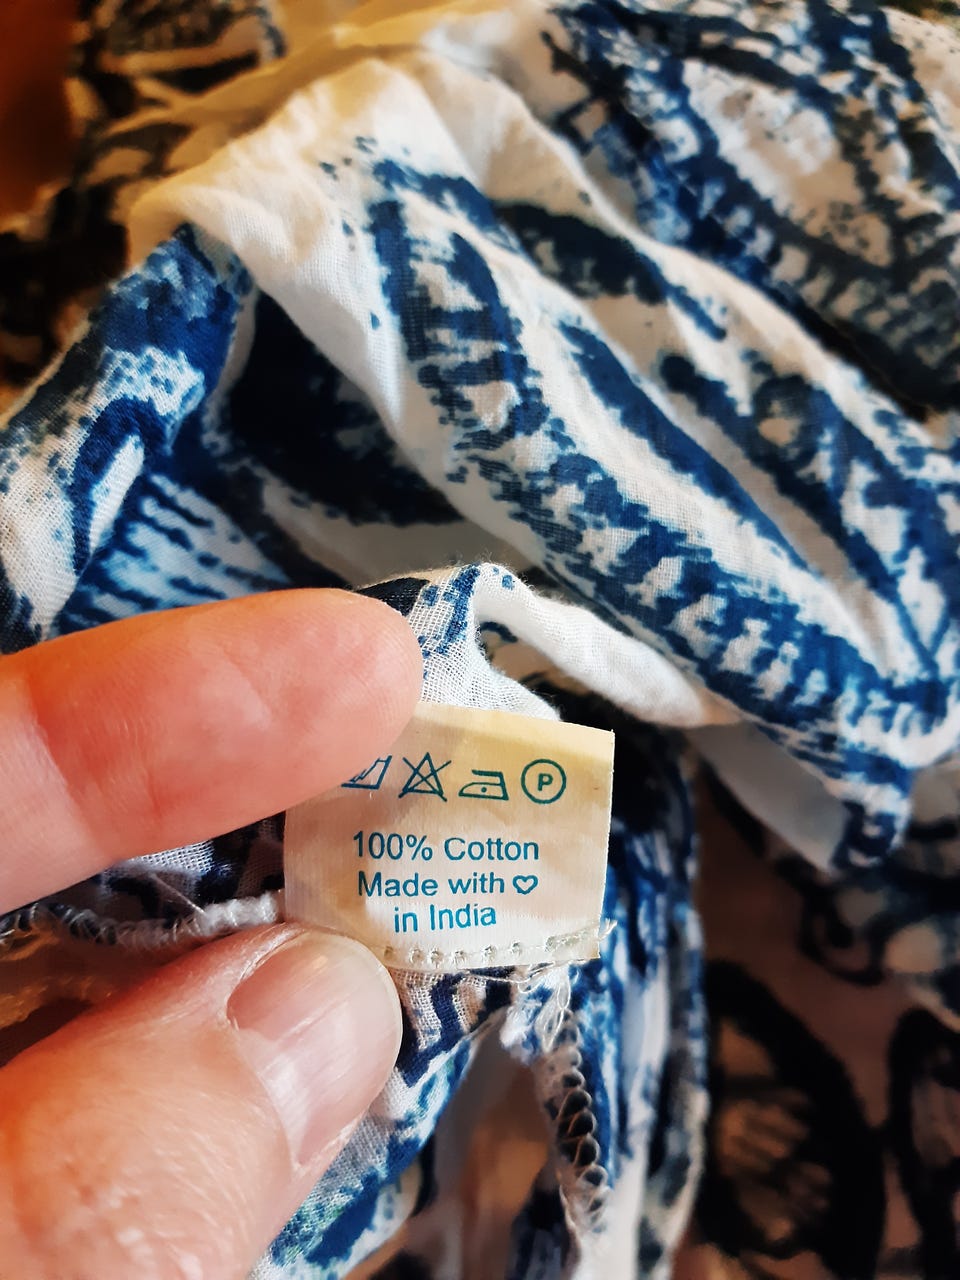 P
100% Cotton
Made with ♡
in India